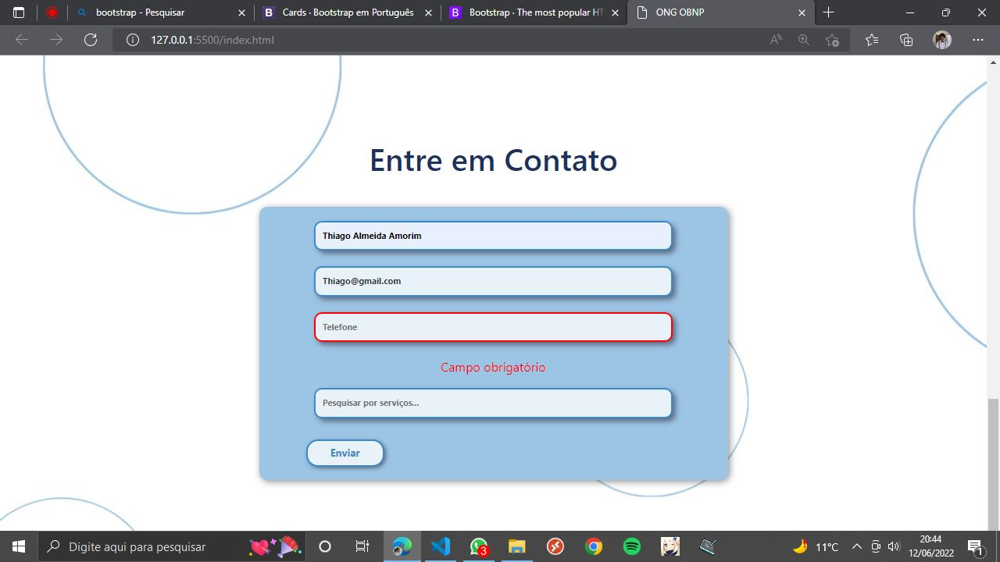 bootstrap - Pesquisar
Cards · Bootstrap em Português
Bootstrap · The most popular HT
ONG OBNP
127.0.0.1:5500/index.html
Entre em Contato
Thiago Almeida Amorim
Thiago@gmail.com
Telefone
Campo obrigatório
Pesquisar por serviços...
Enviar
Digite aqui para pesquisar
3
11°C
20:44
12/06/2022
1